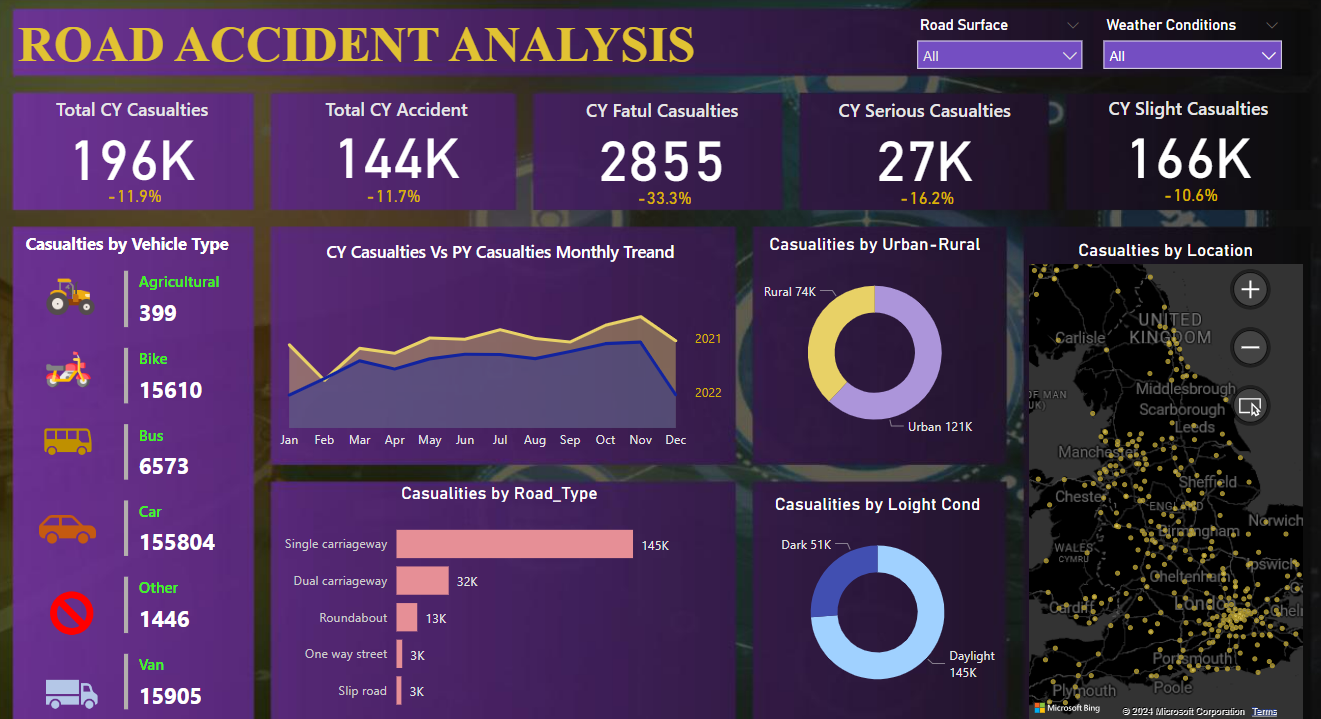 ROAD ACCIDENT ANALYSIS
Road Surface
All
Weather Conditions
All
Total CY Casualties
196K
-11.9%
Total CY Accident
144K
-11.7%
CY Fatul Casualties
2855
-33.3%
CY Serious Casualties
27K
-16.2%
CY Slight Casualties
166K
-10.6%
Casualties by Vehicle Type
Agricultural
399
Bike
15610
Bus
6573
Car
155804
Other
1446
Van
15905
CY Casualties Vs PY Casualties Monthly Treand
2021
2022
Jan Feb Mar Apr May Jun Jul Aug Sep Oct Nov Dec
Casualities by Urban-Rural
Rural 74K
Urban 121K
Casualities by Road_Type
Single carriageway 145K
Dual carriageway 32K
Roundabout 13K
One way street 3K
Slip road 3K
Casualities by Loight Cond
Dark 51K
Daylight
145K
Casualties by Location
UNITED
KINGDOM
Carlisle
OF MAN
UK)
Middlesbrough
Scarborough
Leeds
Manchester
Sheffield
Chester
ENGLAND
Norwich
Birmingham
WALES
CYMRU
Cheltenham
Ipswich
Cardiff
London
Portsmouth
Plymouth
Poole
Microsoft Bing
© 2024 Microsoft Corporation Terms